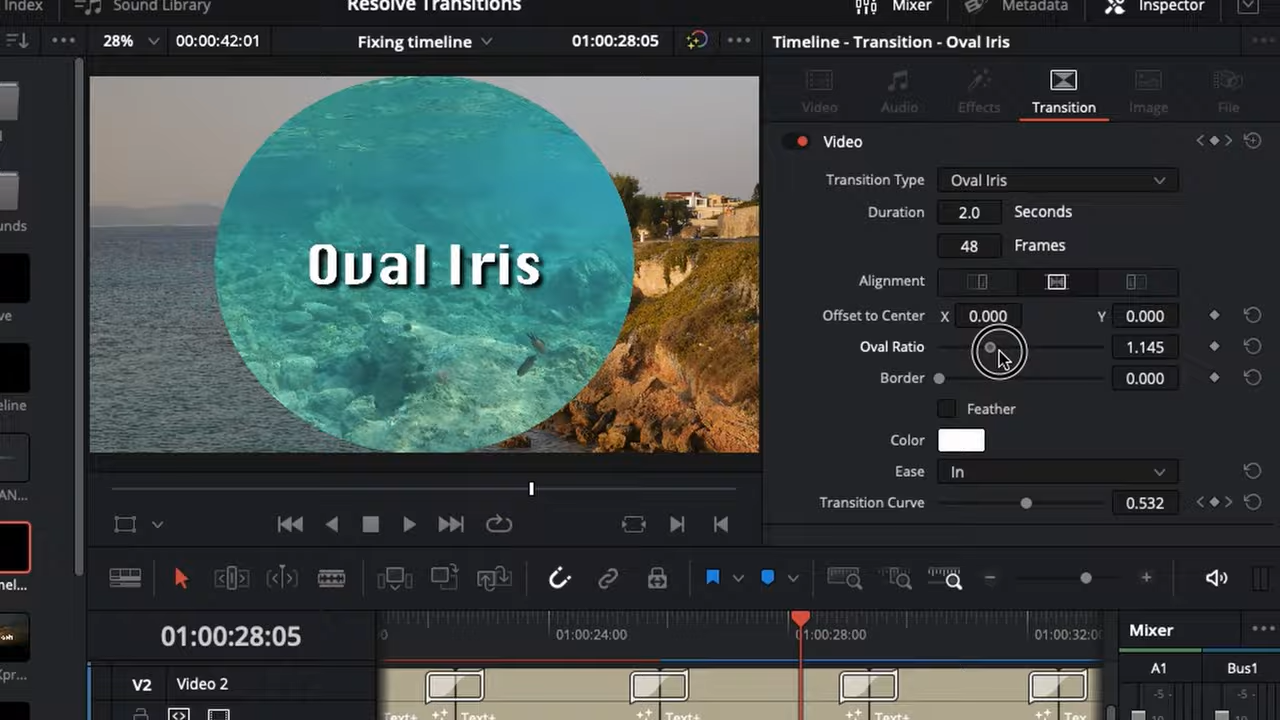 Index
Sound Library
Resolve Transitions
Mixer
Metadata
Inspector
28%
00:00:42:01
Fixing timeline
01:00:28:05
Timeline - Transition - Oval Iris
Video
Audio
Effects
Transition
Image
File
Video
Transition Type
Oval Iris
Duration
2.0
Seconds
48
Frames
Alignment
Offset to Center
X
0.000
Y
0.000
Oval Ratio
1.145
Border
0.000
Feather
Color
Ease
In
Transition Curve
0.532
Oval Iris
01:00:28:05
01:00:24:00
01:00:28:00
01:00:32:0
Mixer
A1
Bus1
-5
-5
V2
Video 2
Text+
Text+
Text+
Text+
Text+
Tex